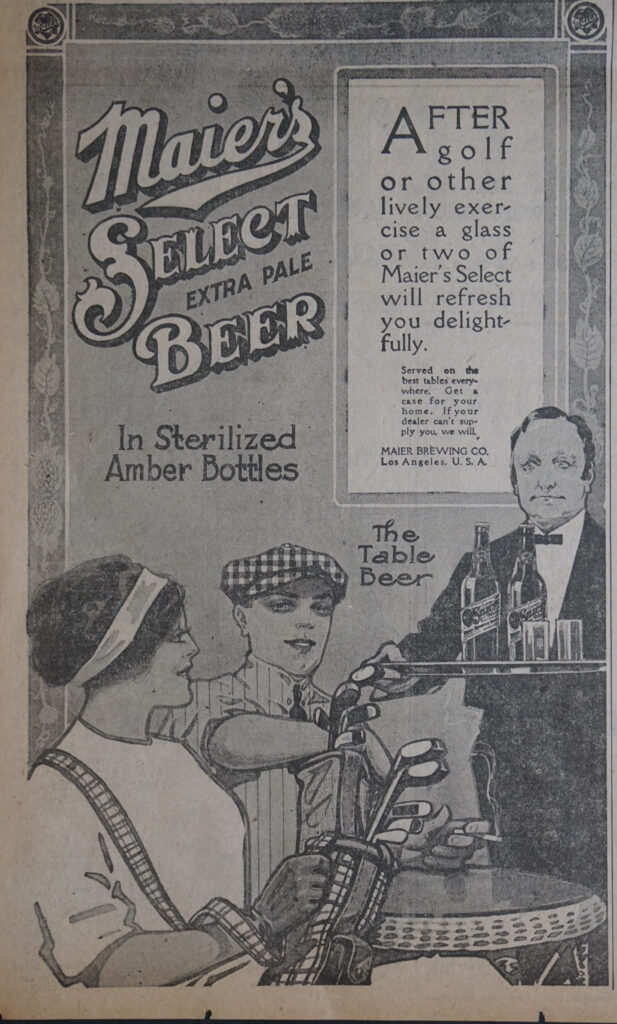 Maier's
SELECT
EXTRA PALE
BEER
In Sterilized
Amber Bottles
AFTER
golf
or other
lively exer-
cise a glass
or two of
Maier's Select
will refresh
you delight-
fully.
Served on the
best tables every-
where. Get a
case for your
home. If your
dealer can't sup-
ply you, we will.
MAIER BREWING CO.
Los Angeles, U. S. A.
The
Table
Beer